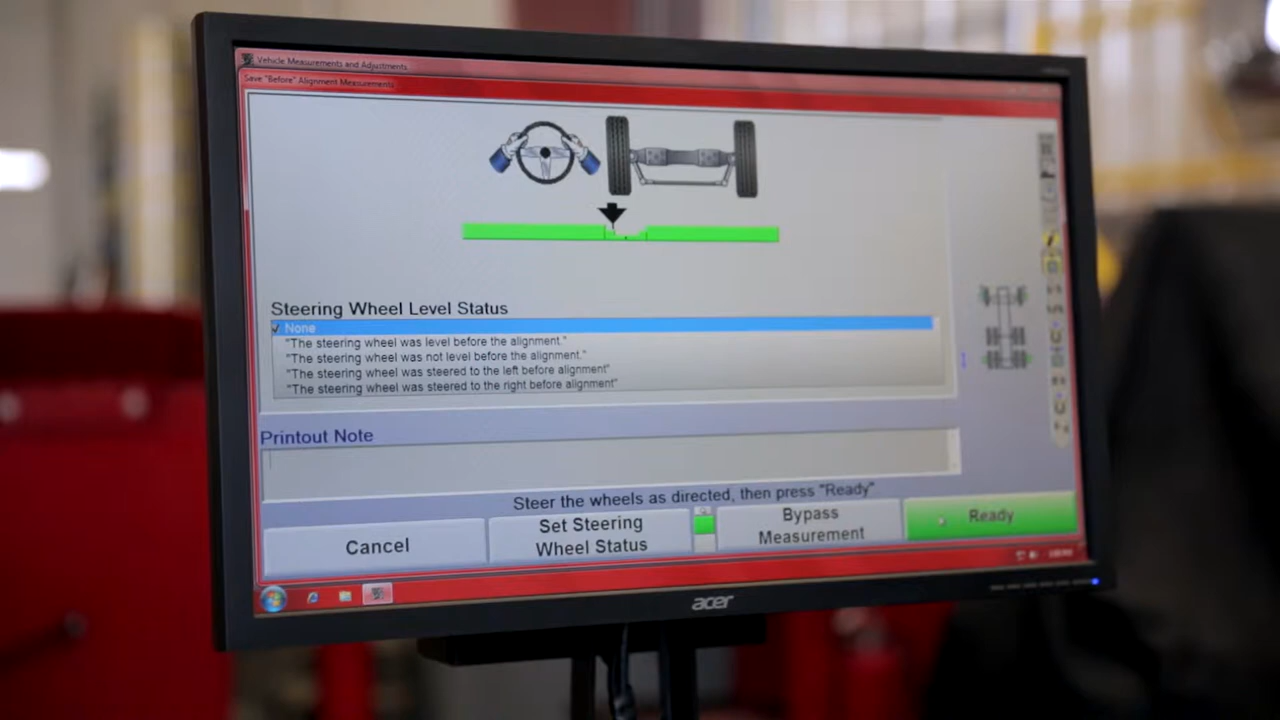 Vehicle Measurements and Adjustments
Save "Before" Alignment Measurements
Steering Wheel Level Status
None
"The steering wheel was level before the alignment."
"The steering wheel was not level before the alignment."
"The steering wheel was steered to the left before alignment"
"The steering wheel was steered to the right before alignment"
Printout Note
Steer the wheels as directed, then press "Ready"
Cancel
Set Steering
Wheel Status
Bypass
Measurement
Ready
acer